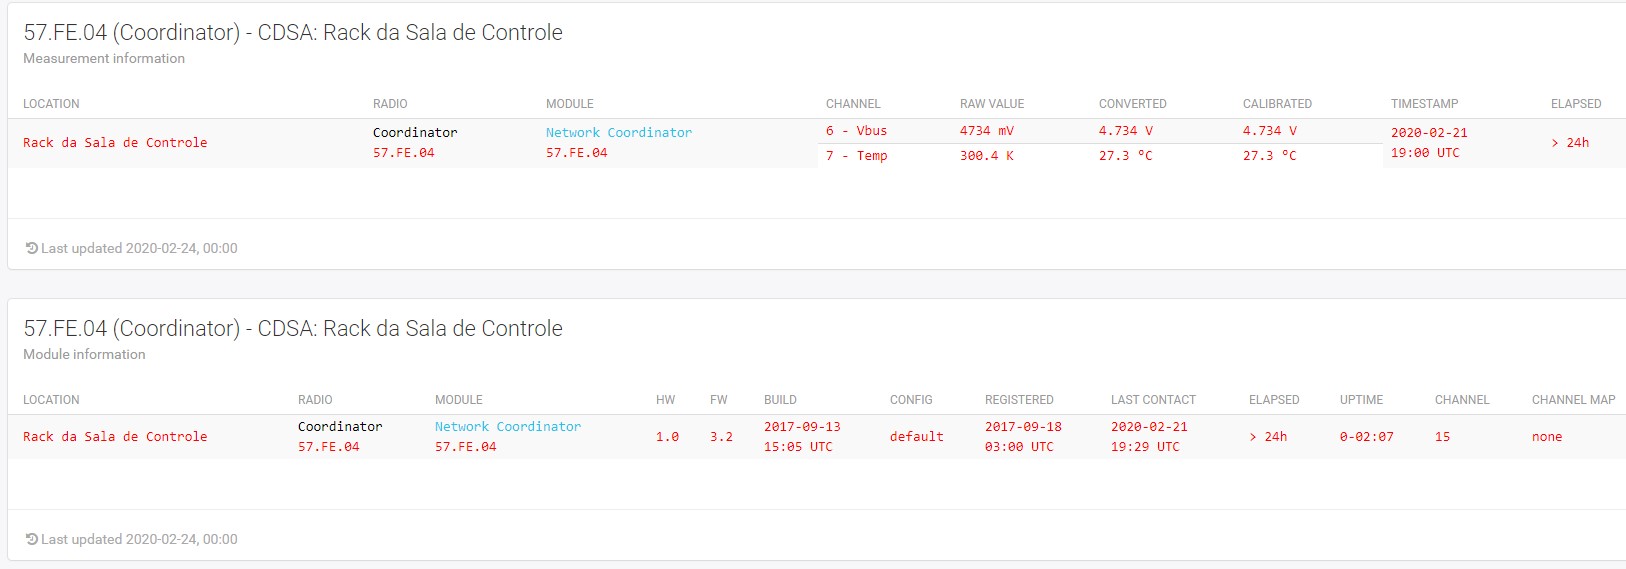 57.FE.04 (Coordinator) - CDSA: Rack da Sala de Controle
Measurement information
LOCATION RADIO MODULE CHANNEL RAW VALUE CONVERTED CALIBRATED TIMESTAMP ELAPSED
Rack da Sala de Controle Coordinator 57.FE.04 Network Coordinator 57.FE.04 6 - Vbus 4734 mV 4.734 V 4.734 V 2020-02-21 19:00 UTC > 24h
7 - Temp 300.4 K 27.3 ºC 27.3 ºC
Last updated 2020-02-24, 00:00
57.FE.04 (Coordinator) - CDSA: Rack da Sala de Controle
Module information
LOCATION RADIO MODULE HW FW BUILD CONFIG REGISTERED LAST CONTACT ELAPSED UPTIME CHANNEL CHANNEL MAP
Rack da Sala de Controle Coordinator 57.FE.04 Network Coordinator 57.FE.04 1.0 3.2 2017-09-13 15:05 UTC default 2017-09-18 03:00 UTC 2020-02-21 19:29 UTC > 24h 0-02:07 15 none
Last updated 2020-02-24, 00:00